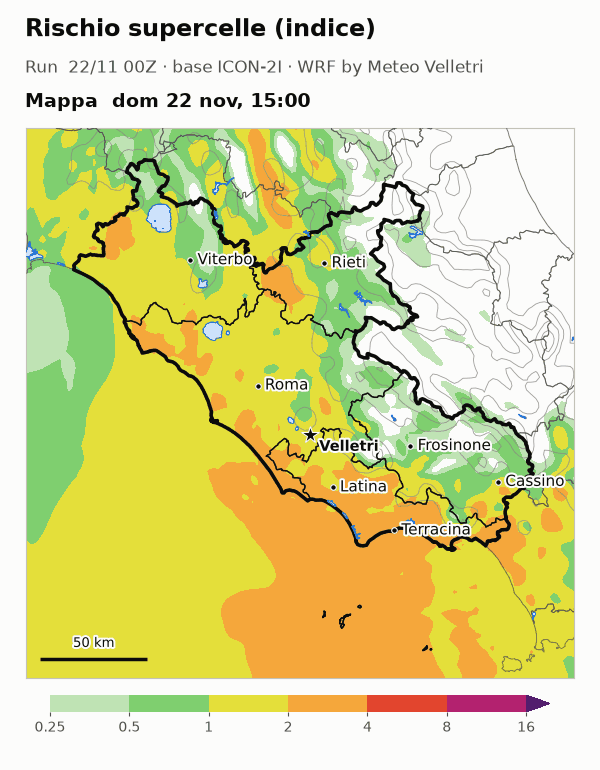 Rischio supercelle (indice)
Run  22/11 00Z · base ICON-2I · WRF by Meteo Velletri
Mappa  dom 22 nov, 15:00
Viterbo
Rieti
Roma
Velletri
Frosinone
Latina
Cassino
Terracina
50 km
0.25 0.5 1 2 4 8 16